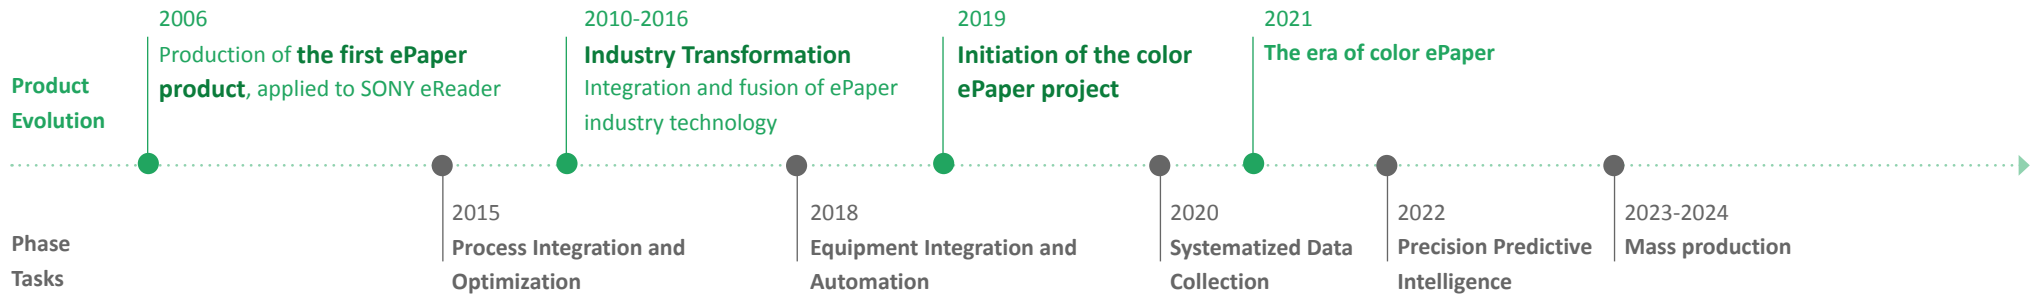 Product
Evolution
2006
Production of the first ePaper
product, applied to SONY eReader
2010-2016
Industry Transformation
Integration and fusion of ePaper
industry technology
2019
Initiation of the color
ePaper project
2021
The era of color ePaper
Phase
Tasks
2015
Process Integration and
Optimization
2018
Equipment Integration and
Automation
2020
Systematized Data
Collection
2022
Precision Predictive
Intelligence
2023-2024
Mass production